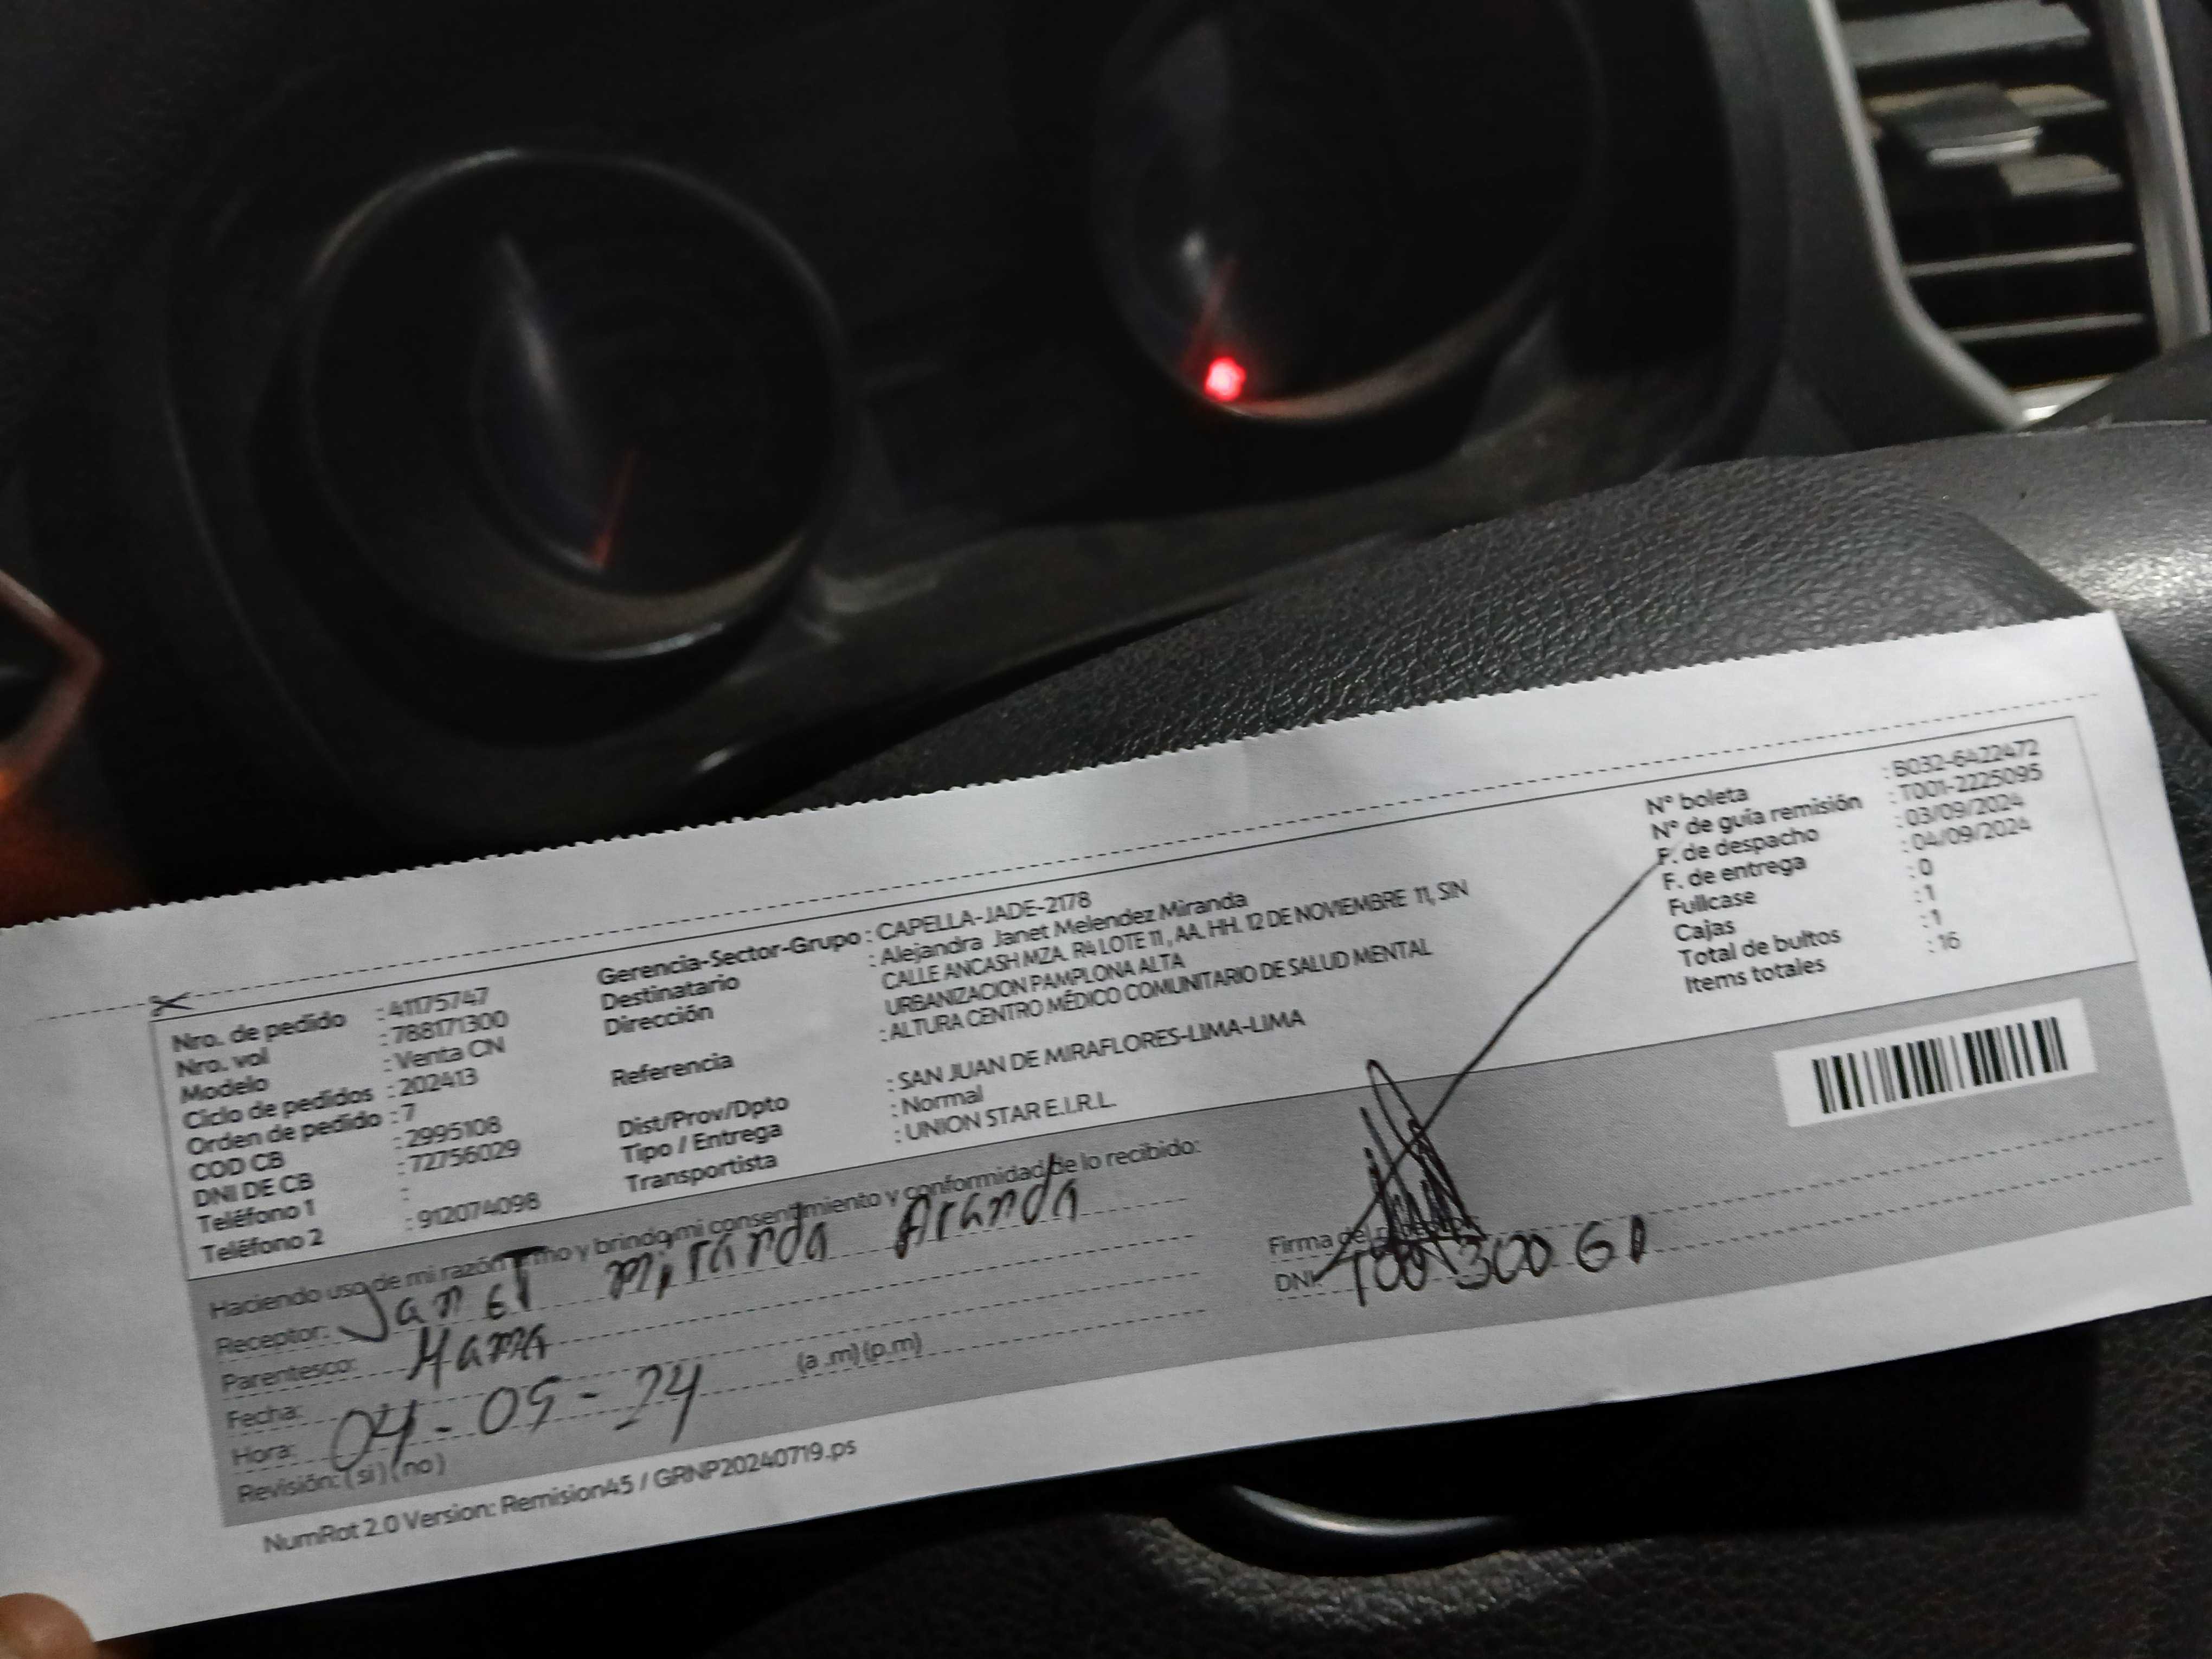 Nro. de pedido : 41175747
Nro. vol : 788171300
Modelo : Venta CN
Ciclo de pedidos : 202413
Orden de pedido : 7
COD CB : 2995108
DNI DE CB : 72756029
Teléfono 1 :
Teléfono 2 : 912074098
Gerencia-Sector-Grupo : CAPELLA-JADE-2178
Destinatario : Alejandra Janet Melendez Miranda
Dirección CALLE ANCASH MZA. R4 LOTE 11 , AA. HH. 12 DE NOVIEMBRE 11, SIN
URBANIZACION PAMPLONA ALTA
Referencia : ALTURA CENTRO MÉDICO COMUNITARIO DE SALUD MENTAL
Dist/Prov/Dpto : SAN JUAN DE MIRAFLORES-LIMA-LIMA
Tipo / Entrega : Normal
Transportista : UNION STAR E.I.R.L.
N° boleta : B032-6422472
N° de guía remisión : T001-2225095
F. de despacho : 03/09/2024
F. de entrega : 04/09/2024
Fullcase : 0
Cajas : 1
Total de bultos : 1
Items totales : 16
Haciendo uso de mi razón firmo y brindo mi consentimiento y conformidad de lo recibido:
Receptor: Janet Miranda Aranda
Parentesco: Mama
Fecha:
Hora: 04-09-24 (a .m) (p.m)
Revisión: (si) (no)
Firma del receptor
DNI:
NumRot 2.0 Version: Remision45 / GRNP20240719.ps